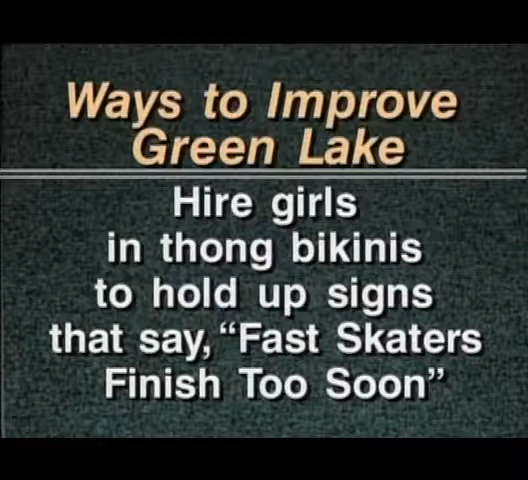 Ways to Improve
Green Lake
Hire girls
in thong bikinis
to hold up signs
that say, “Fast Skaters
Finish Too Soon”